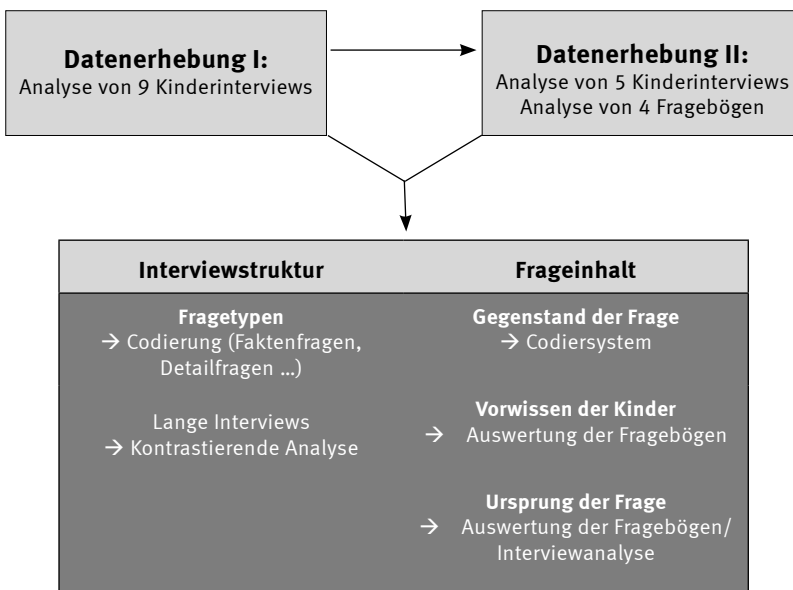 Datenerhebung I:
Analyse von 9 Kinderinterviews
Datenerhebung II:
Analyse von 5 Kinderinterviews
Analyse von 4 Fragebögen
Interviewstruktur
Fragetypen
→ Codierung (Faktenfragen,
Detailfragen ...)
Lange Interviews
→ Kontrastierende Analyse
Frageinhalt
Gegenstand der Frage
→ Codiersystem
Vorwissen der Kinder
→ Auswertung der Fragebögen
Ursprung der Frage
→ Auswertung der Fragebögen/
Interviewanalyse